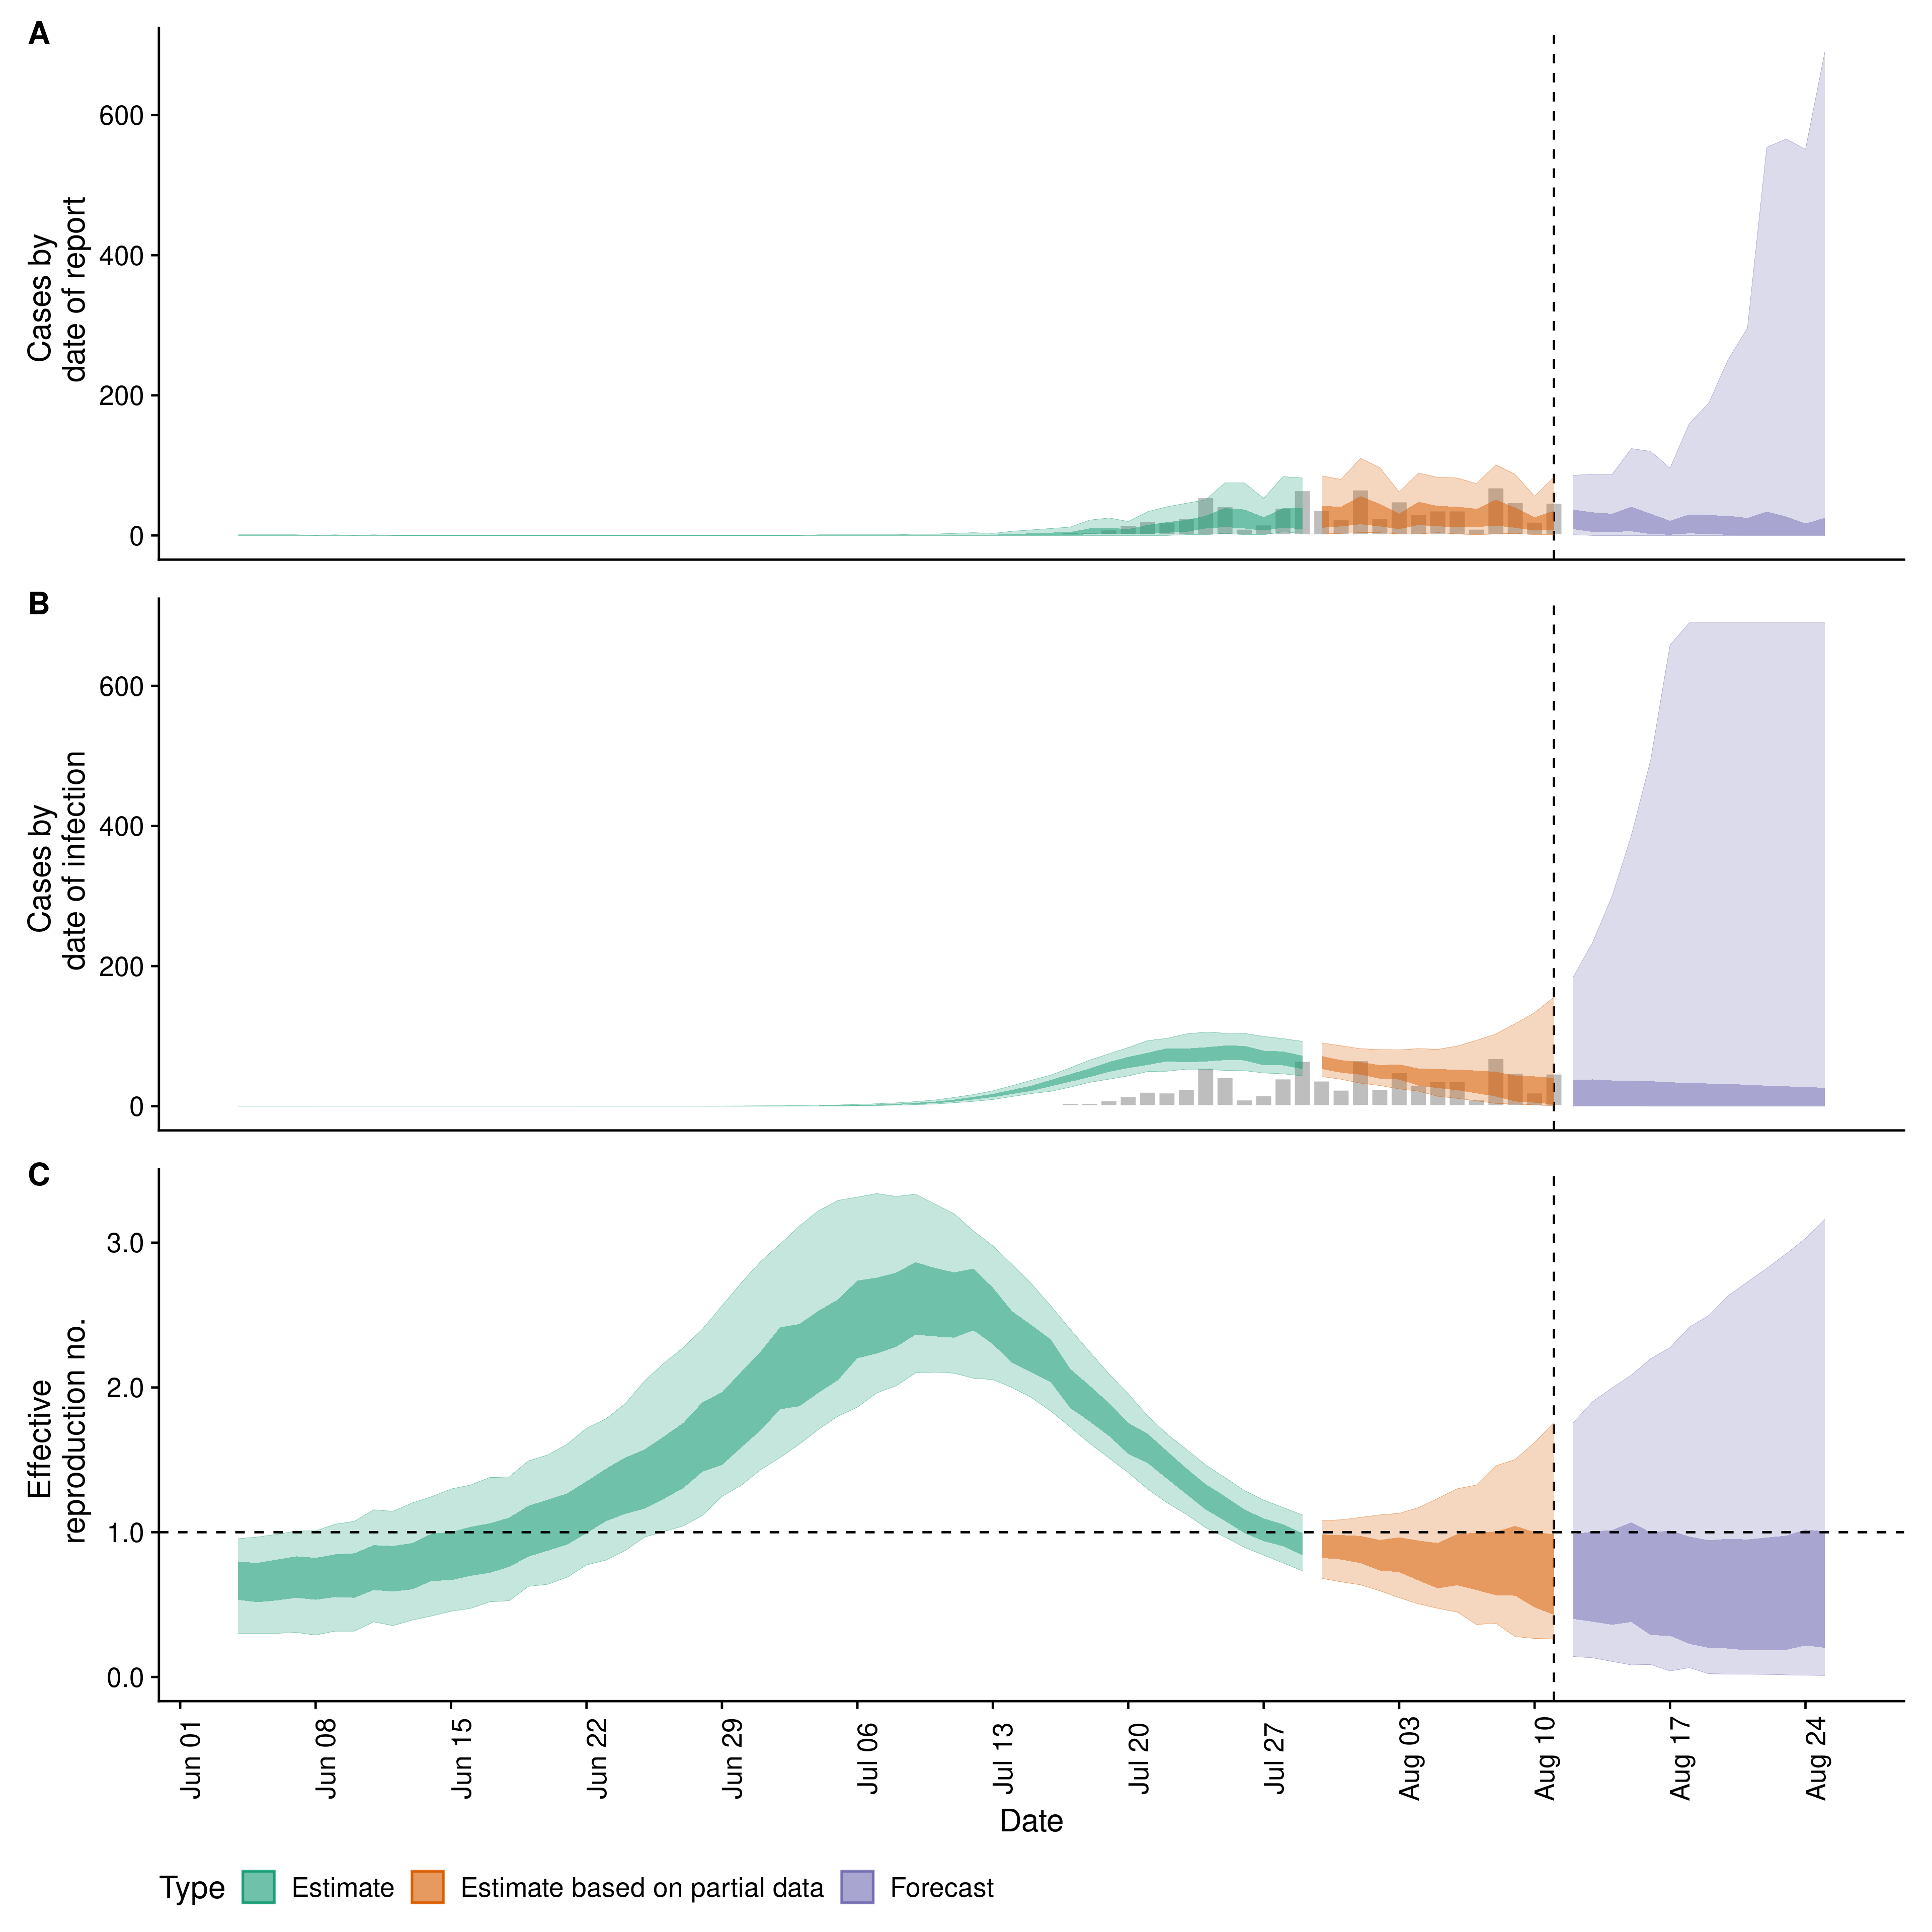 A
Cases by
date of report
600
400
200
0
B
Cases by
date of infection
600
400
200
0
C
Effective
reproduction no.
3.0
2.0
1.0
0.0
Jun 01
Jun 08
Jun 15
Jun 22
Jun 29
Jul 06
Jul 13
Jul 20
Jul 27
Aug 03
Aug 10
Aug 17
Aug 24
Date
Type Estimate Estimate based on partial data Forecast